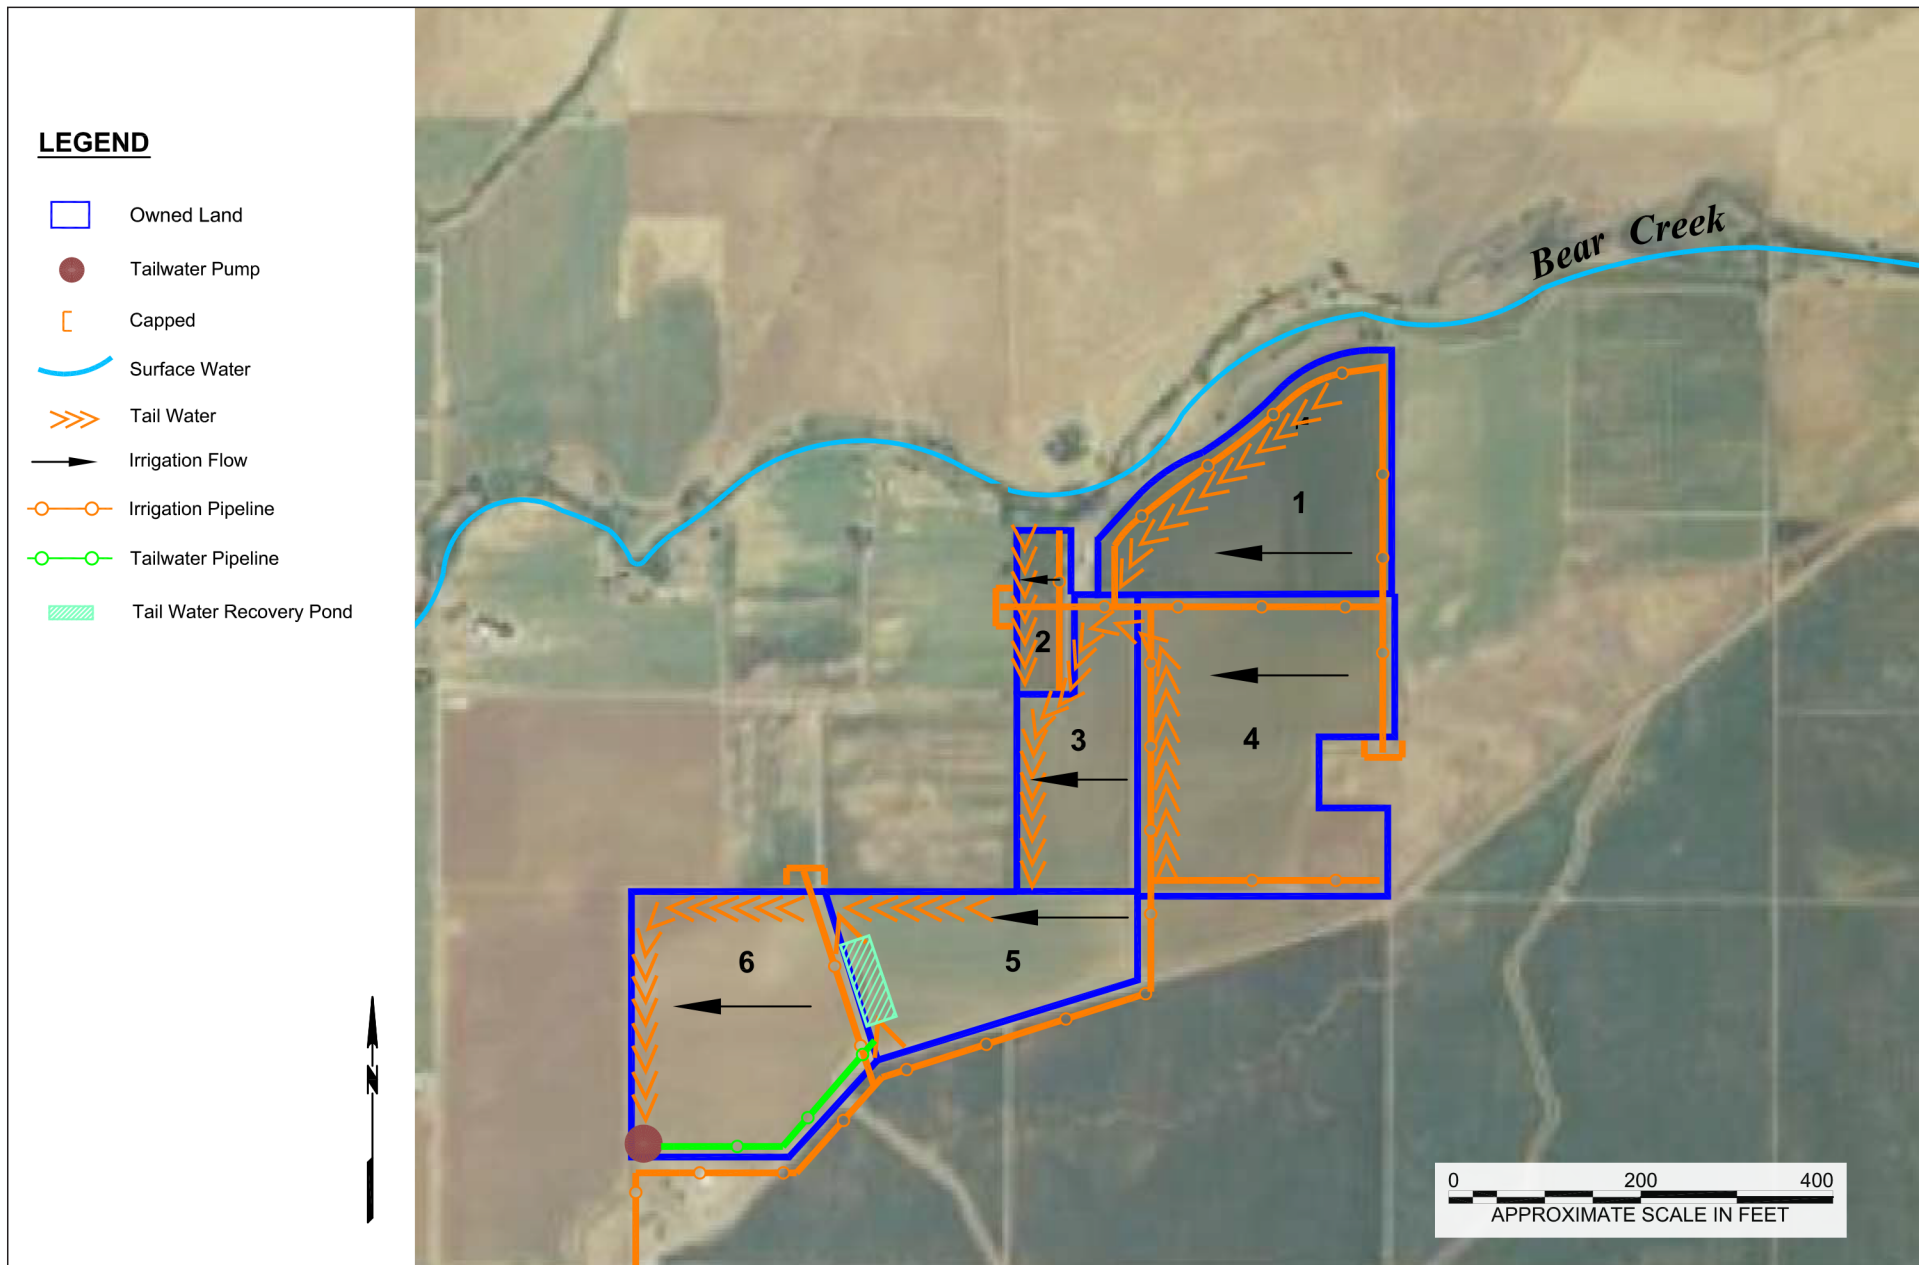 LEGEND
Owned Land
Tailwater Pump
Capped
Surface Water
Tail Water
Irrigation Flow
Irrigation Pipeline
Tailwater Pipeline
Tail Water Recovery Pond
N
Bear Creek
1
2
3
4
5
6
0 200 400
APPROXIMATE SCALE IN FEET